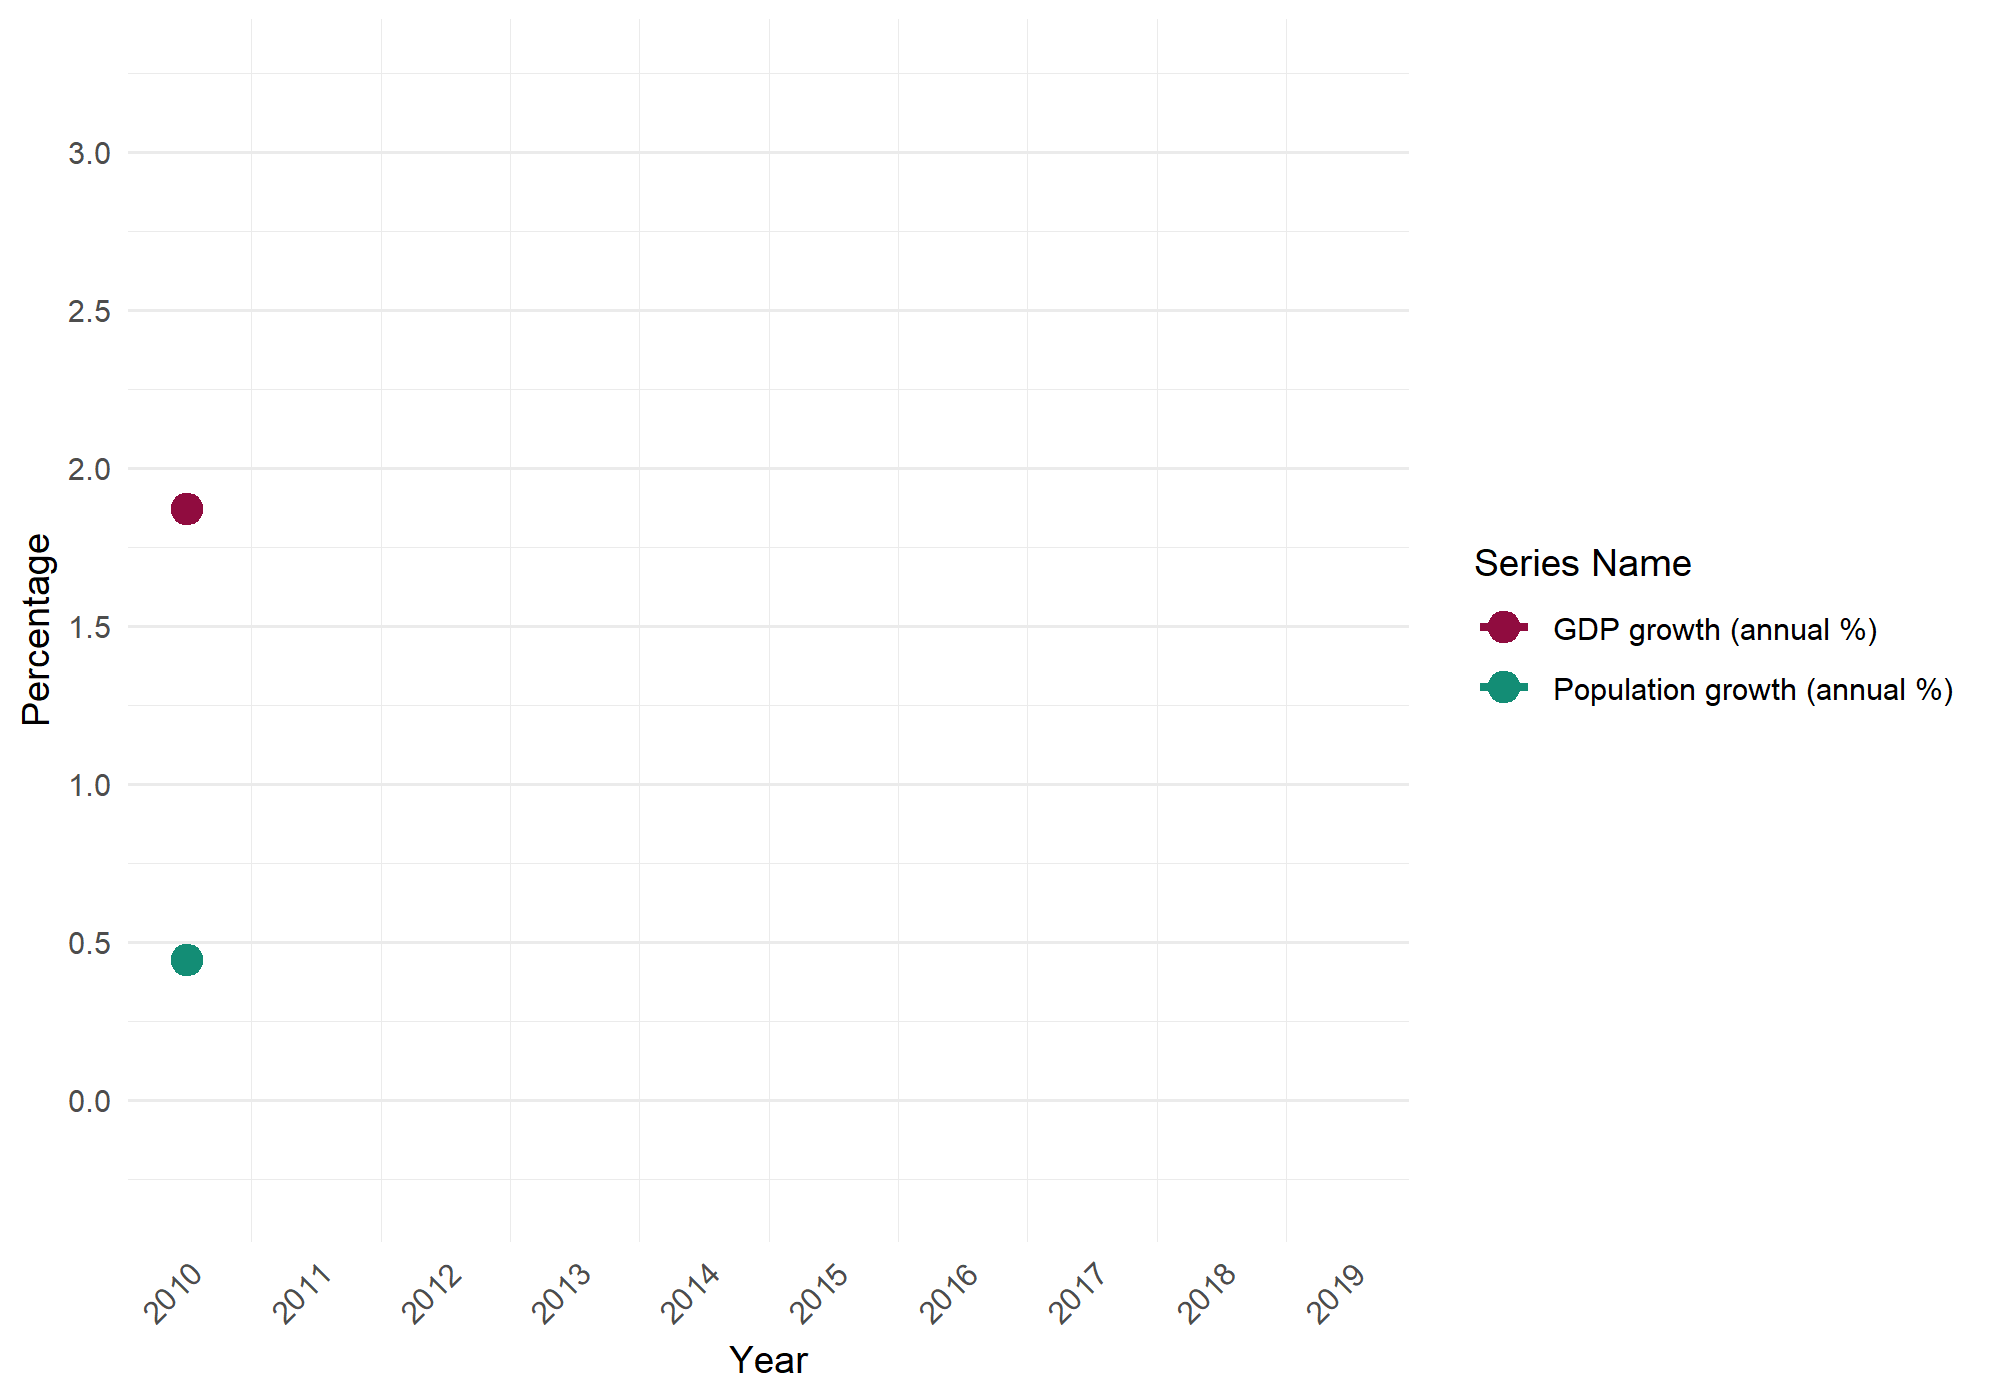 3.0
2.5
2.0
1.5
1.0
0.5
0.0
Percentage
2010 2011 2012 2013 2014 2015 2016 2017 2018 2019
Year
Series Name
GDP growth (annual %)
Population growth (annual %)